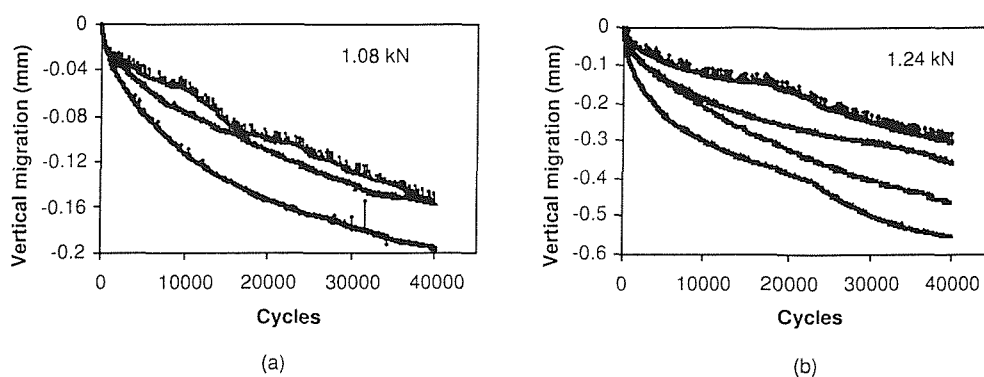 Vertical migration (mm)
0
-0.04
-0.08
-0.12
-0.16
-0.2
1.08 kN
0 10000 20000 30000 40000
Cycles
(a)
Vertical migration (mm)
0
-0.1
-0.2
-0.3
-0.4
-0.5
-0.6
1.24 kN
0 10000 20000 30000 40000
Cycles
(b)